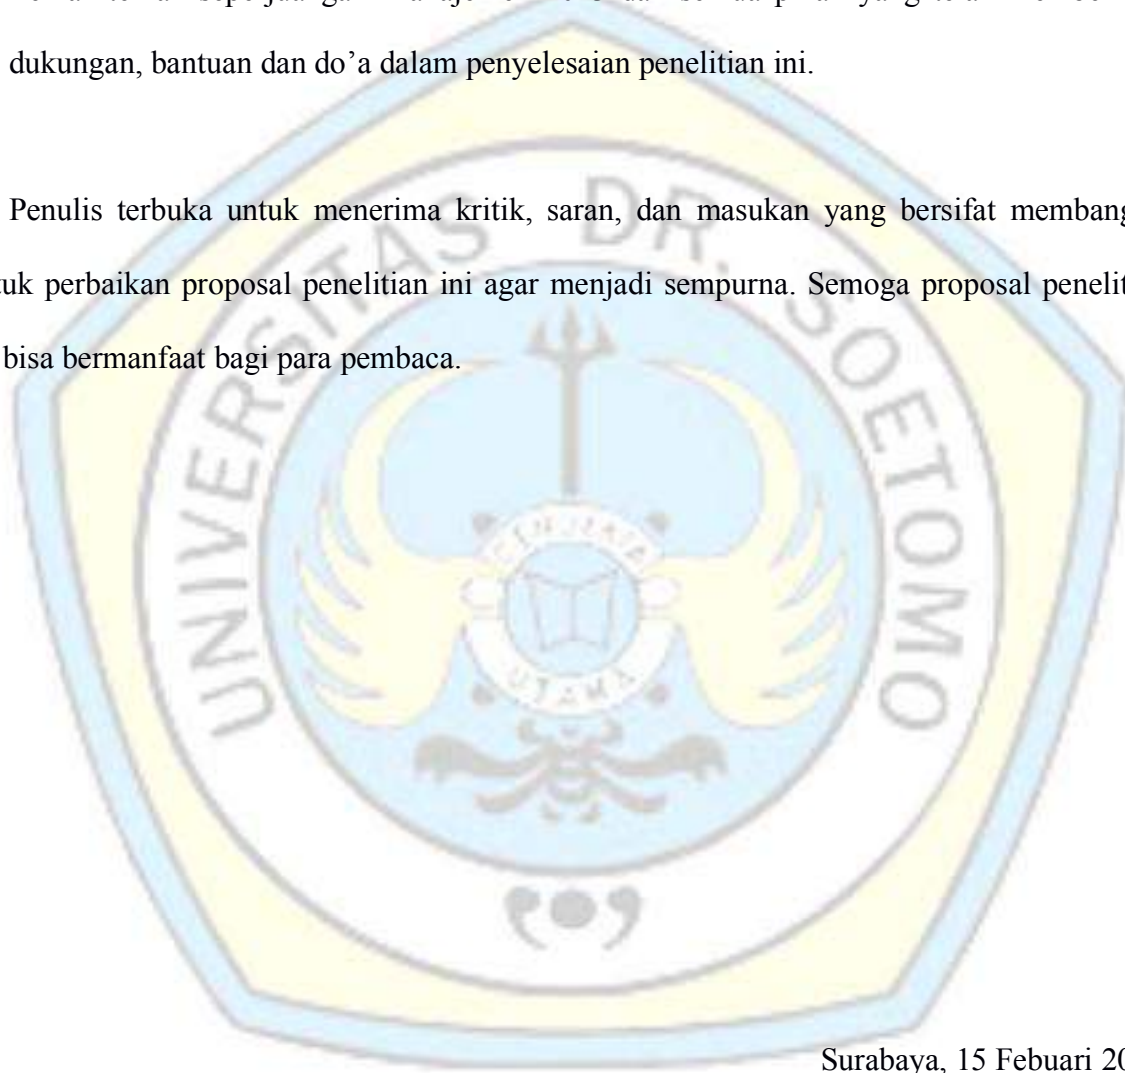 dukungan, bantuan dan do’a dalam penyelesaian penelitian ini.
Penulis terbuka untuk menerima kritik, saran, dan masukan yang bersifat membang
uk perbaikan proposal penelitian ini agar menjadi sempurna. Semoga proposal penelit
bisa bermanfaat bagi para pembaca.
UNIVERSITAS DR. SOETOMO
CENDEKIA
UTAMA
Surabaya, 15 Febuari 20